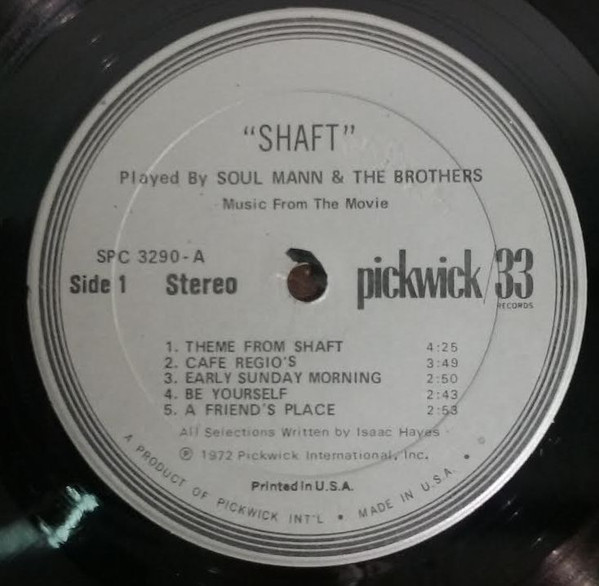 "SHAFT"
Played By SOUL MANN & THE BROTHERS
Music From The Movie
SPC 3290-A
Side 1 Stereo
pickwick/33
RECORDS
1. THEME FROM SHAFT 4:25
2. CAFE REGIO'S 3:49
3. EARLY SUNDAY MORNING 2:50
4. BE YOURSELF 2:43
5. A FRIEND'S PLACE 2:53
All Selections Written by Isaac Hayes
℗ 1972 Pickwick International, Inc.
Printed in U.S.A.
A PRODUCT OF PICKWICK INT'L • MADE IN U.S.A. •